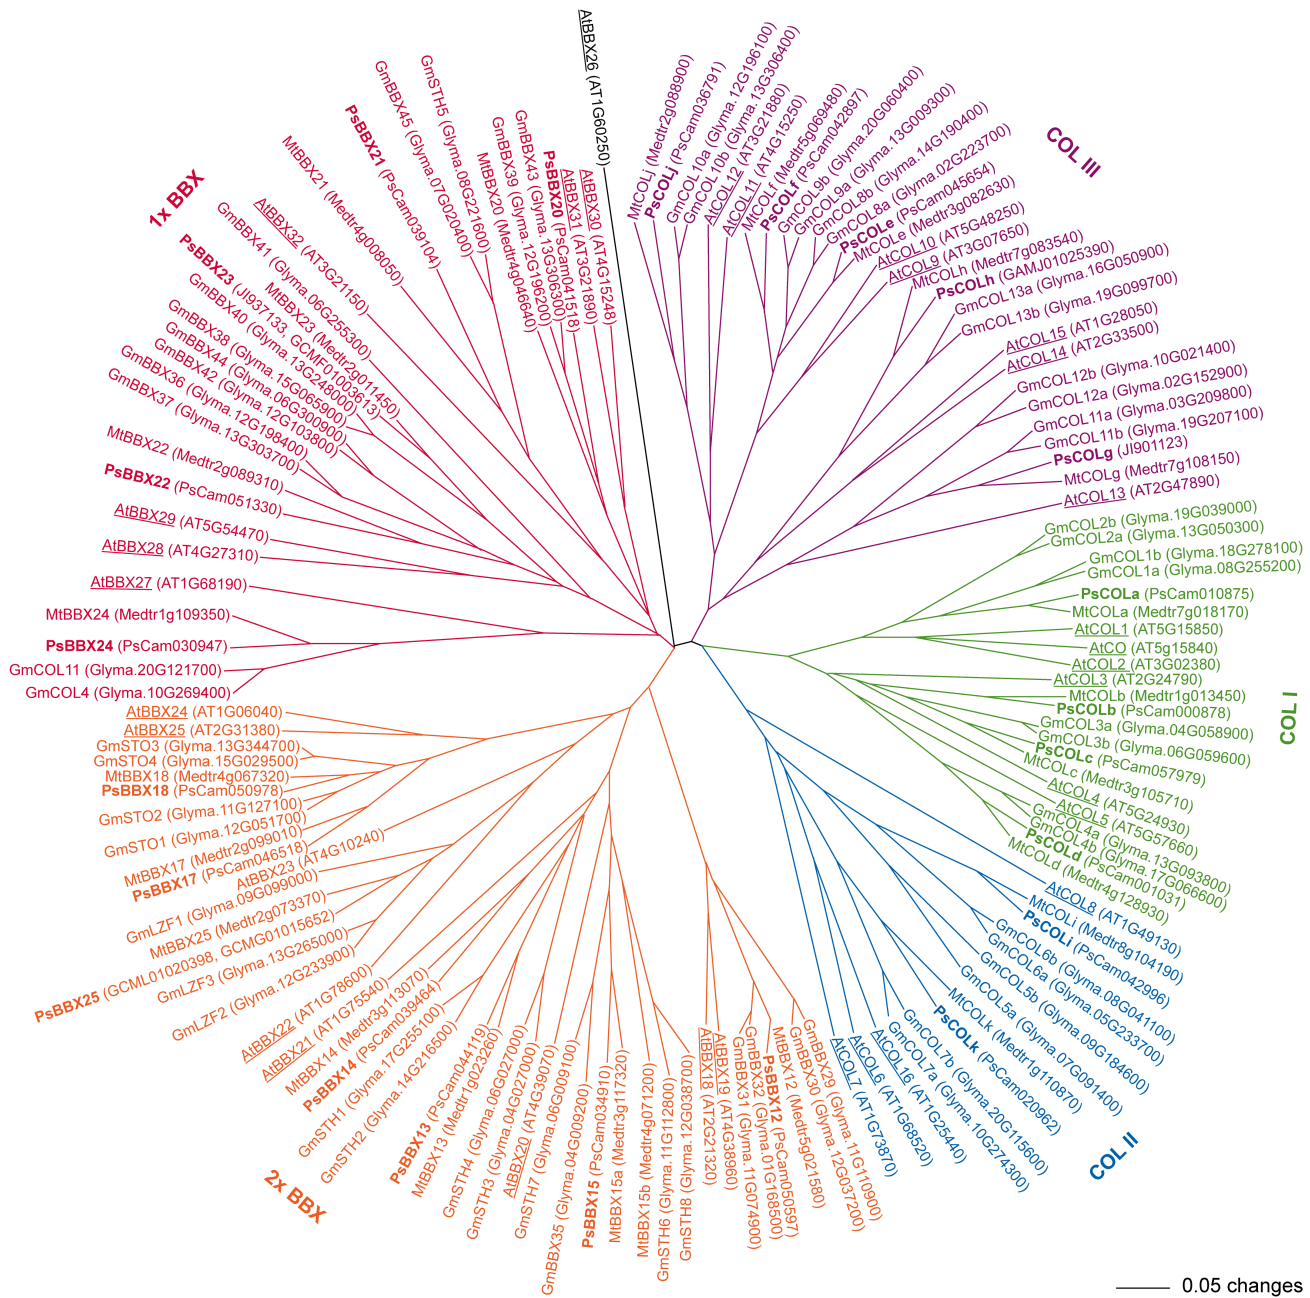 AtBBX26 (AT1G60250)
COL III
MtCOLj (Medtr2g088900)
PsCOLj (PsCam036791)
GmCOL10a (Glyma.12G196100)
GmCOL10b (Glyma.13G306400)
AtCOL12 (AT3G21880)
AtCOL11 (AT4G15250)
MtCOLf (Medtr5g069480)
PsCOLf (PsCam042897)
GmCOL9b (Glyma.20G060400)
GmCOL9a (Glyma.13G009300)
GmCOL8b (Glyma.14G190400)
GmCOL8a (Glyma.02G223700)
PsCOLe (PsCam045654)
MtCOLe (Medtr3g082630)
AtCOL10 (AT5G48250)
AtCOL9 (AT3G07650)
MtCOLh (Medtr7g083540)
PsCOLh (GAMJ01025390)
GmCOL13a (Glyma.16G050900)
GmCOL13b (Glyma.19G099700)
AtCOL15 (AT1G28050)
AtCOL14 (AT2G33500)
GmCOL12b (Glyma.10G021400)
GmCOL12a (Glyma.02G152900)
GmCOL11a (Glyma.03G209800)
GmCOL11b (Glyma.19G207100)
PsCOLg (JI901123)
MtCOLg (Medtr7g108150)
AtCOL13 (AT2G47890)
COL I
GmCOL2b (Glyma.19G039000)
GmCOL2a (Glyma.13G050300)
GmCOL1b (Glyma.18G278100)
GmCOL1a (Glyma.08G255200)
PsCOLa (PsCam010875)
MtCOLa (Medtr7g018170)
AtCOL1 (AT5G15850)
AtCO (AT5g15840)
AtCOL2 (AT3G02380)
AtCOL3 (AT2G24790)
MtCOLb (Medtr1g013450)
PsCOLb (PsCam000878)
GmCOL3a (Glyma.04G058900)
GmCOL3b (Glyma.06G059600)
PsCOLc (PsCam057979)
MtCOLc (Medtr3g105710)
AtCOL4 (AT5G24930)
AtCOL5 (AT5G57660)
GmCOL4a (Glyma.13G093800)
GmCOL4b (Glyma.17G066600)
PsCOLd (PsCam001031)
MtCOLd (Medtr4g128930)
COL II
AtCOL8 (AT1G49130)
MtCOLi (Medtr8g104190)
PsCOLi (PsCam042996)
GmCOL6b (Glyma.08G041100)
GmCOL6a (Glyma.05G233700)
GmCOL5b (Glyma.09G184600)
GmCOL5a (Glyma.07G091400)
MtCOLk (Medtr1g110870)
PsCOLk (PsCam020962)
GmCOL7b (Glyma.20G115600)
GmCOL7a (Glyma.10G274300)
AtCOL16 (AT1G25440)
AtCOL6 (AT1G68520)
AtCOL7 (AT1G73870)
2x BBX
GmBBX29 (Glyma.11G110900)
GmBBX30 (Glyma.12G037200)
MtBBX12 (Medtr5g021580)
PsBBX12 (PsCam050597)
GmBBX32 (Glyma.01G168500)
GmBBX31 (Glyma.11G074900)
AtBBX19 (AT4G38960)
AtBBX18 (AT2G21320)
GmSTH8 (Glyma.12G038700)
GmSTH6 (Glyma.11G112800)
MtBBX15b (Medtr4g071200)
MtBBX15a (Medtr3g117320)
PsBBX15 (PsCam034910)
GmBBX35 (Glyma.04G009200)
GmSTH7 (Glyma.06G009100)
AtBBX20 (AT4G39070)
GmSTH3 (Glyma.04G027000)
GmSTH4 (Glyma.06G027000)
MtBBX13 (Medtr1g023260)
PsBBX13 (PsCam044119)
GmSTH2 (Glyma.14G216500)
GmSTH1 (Glyma.17G255100)
PsBBX14 (PsCam039464)
MtBBX14 (Medtr3g113070)
AtBBX21 (AT1G75540)
AtBBX22 (AT1G78600)
GmLZF2 (Glyma.12G233900)
GmLZF3 (Glyma.13G265000)
PsBBX25 (GCML01020398, GCMG01015652)
MtBBX25 (Medtr2g073370)
GmLZF1 (Glyma.09G099000)
AtBBX23 (AT4G10240)
PsBBX17 (PsCam046518)
MtBBX17 (Medtr2g099010)
GmSTO1 (Glyma.12G051700)
GmSTO2 (Glyma.11G127100)
PsBBX18 (PsCam050978)
MtBBX18 (Medtr4g067320)
GmSTO4 (Glyma.15G029500)
GmSTO3 (Glyma.13G344700)
AtBBX25 (AT2G31380)
AtBBX24 (AT1G06040)
1x BBX
GmCOL4 (Glyma.10G269400)
GmCOL11 (Glyma.20G121700)
PsBBX24 (PsCam030947)
MtBBX24 (Medtr1g109350)
AtBBX27 (AT1G68190)
AtBBX28 (AT4G27310)
AtBBX29 (AT5G54470)
PsBBX22 (PsCam051330)
MtBBX22 (Medtr2g089310)
GmBBX37 (Glyma.13G303700)
GmBBX36 (Glyma.12G198400)
GmBBX42 (Glyma.12G103800)
GmBBX44 (Glyma.06G300900)
GmBBX38 (Glyma.15G065900)
GmBBX40 (Glyma.13G248000)
PsBBX23 (JI937133, GCMF01003613)
MtBBX23 (Medtr2g011450)
GmBBX41 (Glyma.06G255300)
AtBBX32 (AT3G21150)
MtBBX21 (Medtr4g008050)
PsBBX21 (PsCam039104)
GmBBX45 (Glyma.07G020400)
GmSTH5 (Glyma.08G221600)
MtBBX20 (Medtr4g046640)
GmBBX39 (Glyma.12G196200)
GmBBX43 (Glyma.13G306300)
PsBBX20 (PsCam041518)
AtBBX31 (AT3G21890)
AtBBX30 (AT4G15248)
0.05 changes